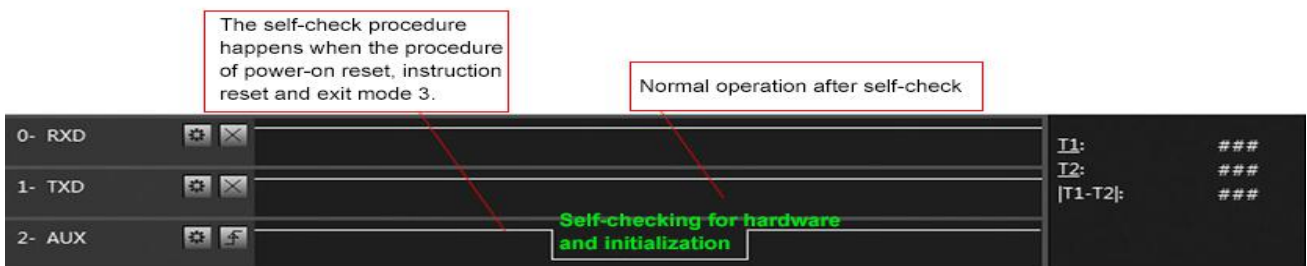 The self-check procedure
happens when the procedure
of power-on reset, instruction
reset and exit mode 3.
Normal operation after self-check
0- RXD
T1: ###
T2: ###
1- TXD
|T1-T2|: ###
Self-checking for hardware
and initialization
2- AUX